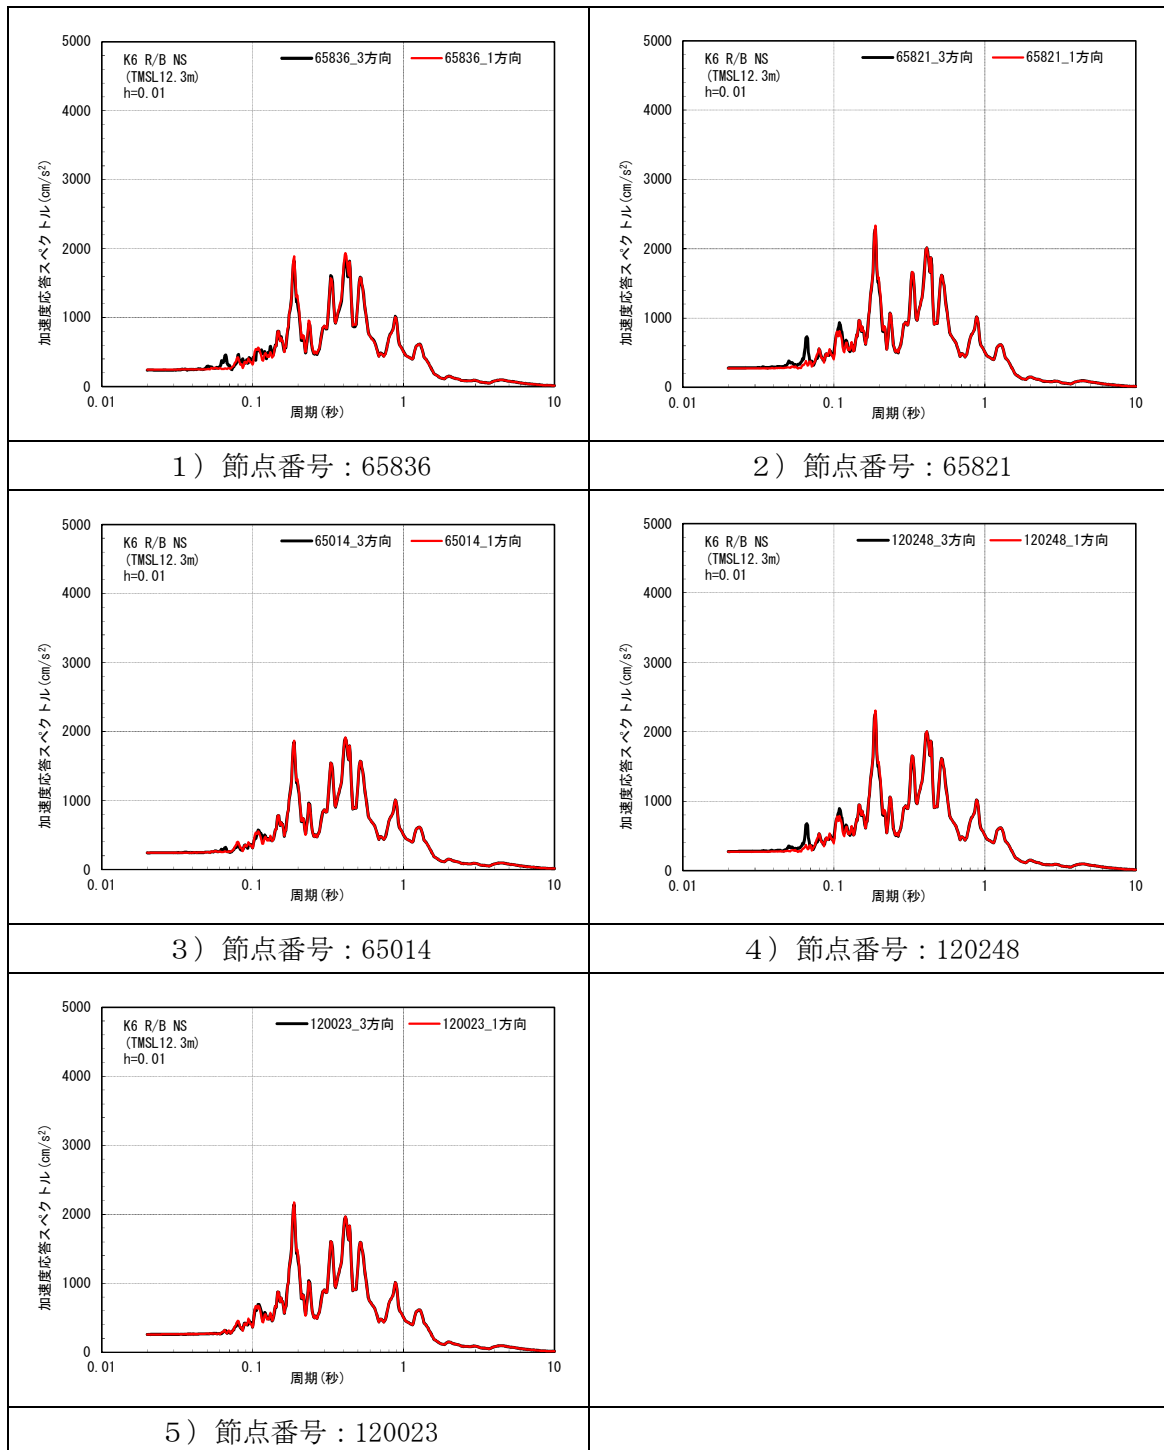 5000
4000
3000
2000
1000
0
0.01
0.1
1
10
加速度応答スペクトル(cm/s²)
周期(秒)
K6 R/B NS
(TMSL12.3m)
h=0.01
65836_3方向
65836_1方向
5000
4000
3000
2000
1000
0
0.01
0.1
1
10
加速度応答スペクトル(cm/s²)
周期(秒)
K6 R/B NS
(TMSL12.3m)
h=0.01
65821_3方向
65821_1方向
1）節点番号：65836
2）節点番号：65821
5000
4000
3000
2000
1000
0
0.01
0.1
1
10
加速度応答スペクトル(cm/s²)
周期(秒)
K6 R/B NS
(TMSL12.3m)
h=0.01
65014_3方向
65014_1方向
5000
4000
3000
2000
1000
0
0.01
0.1
1
10
加速度応答スペクトル(cm/s²)
周期(秒)
K6 R/B NS
(TMSL12.3m)
h=0.01
120248_3方向
120248_1方向
3）節点番号：65014
4）節点番号：120248
5000
4000
3000
2000
1000
0
0.01
0.1
1
10
加速度応答スペクトル(cm/s²)
周期(秒)
K6 R/B NS
(TMSL12.3m)
h=0.01
120023_3方向
120023_1方向
5）節点番号：120023